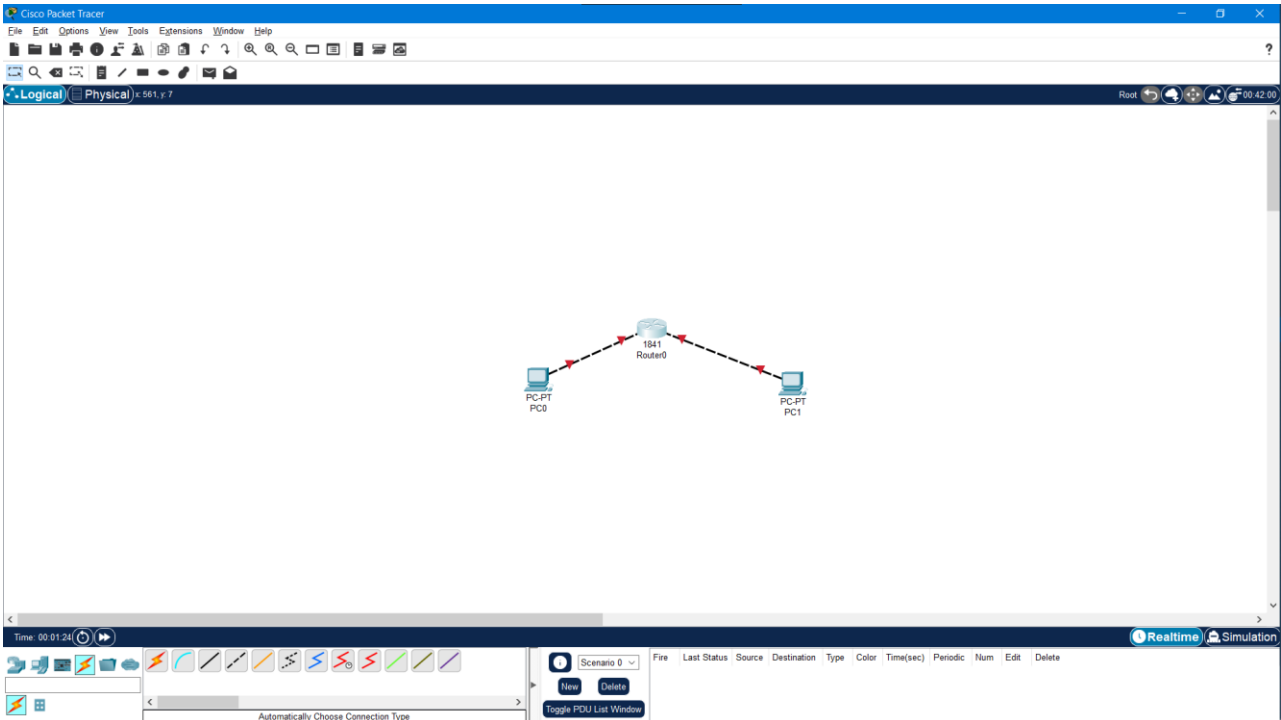 Cisco Packet Tracer
File Edit Options View Tools Extensions Window Help
?
Logical Physical x: 561, y: 7 Root 00:42:00
1841
Router0
PC-PT
PC0
PC-PT
PC1
Time: 00:01:24 Realtime Simulation
Scenario 0 Fire Last Status Source Destination Type Color Time(sec) Periodic Num Edit Delete
New Delete
Toggle PDU List Window
Automatically Choose Connection Type